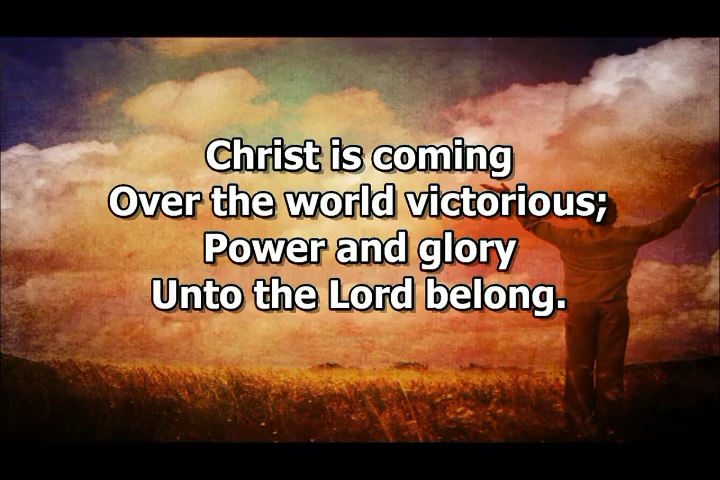 Christ is coming
Over the world victorious;
Power and glory
Unto the Lord belong.